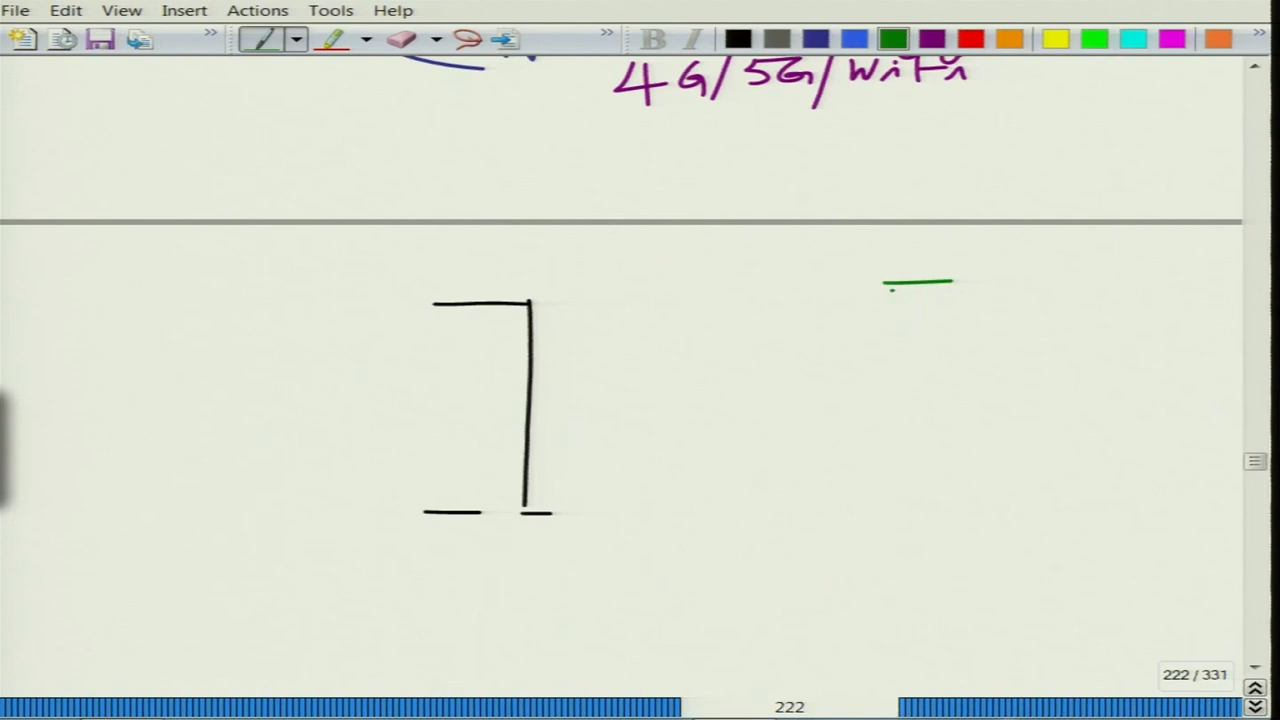 File Edit View Insert Actions Tools Help
B I
4G/5G/WiFi
222 / 331
222